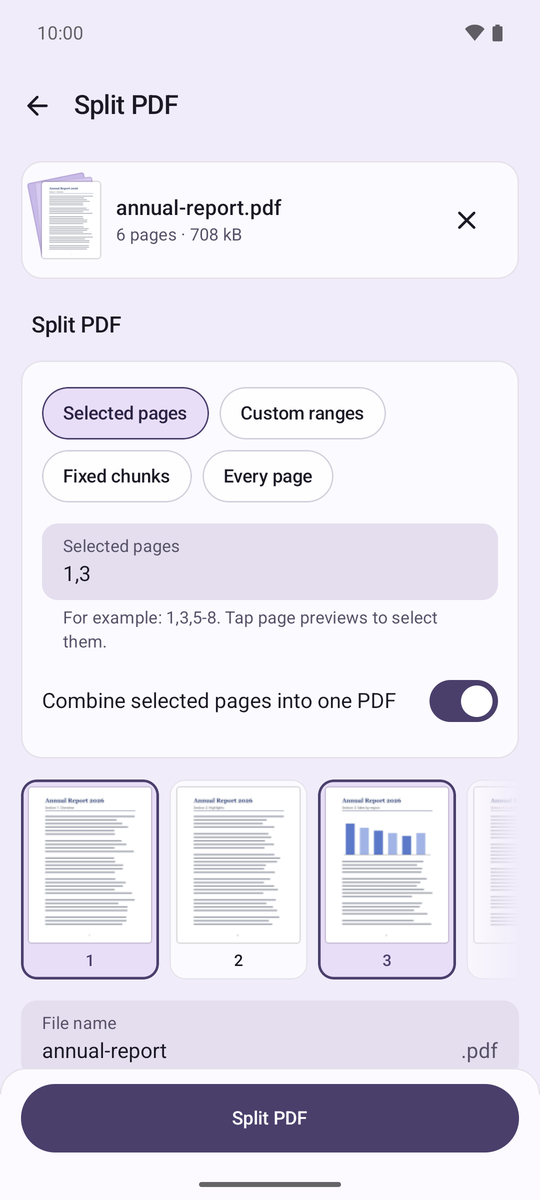 10:00
Split PDF
annual-report.pdf
6 pages · 708 kB
Split PDF
Selected pages
Custom ranges
Fixed chunks
Every page
Selected pages
1,3
For example: 1,3,5-8. Tap page previews to select
them.
Combine selected pages into one PDF
Annual Report 2026
Annual Report 2026
Annual Report 2026
1
2
3
File name
annual-report
.pdf
Split PDF